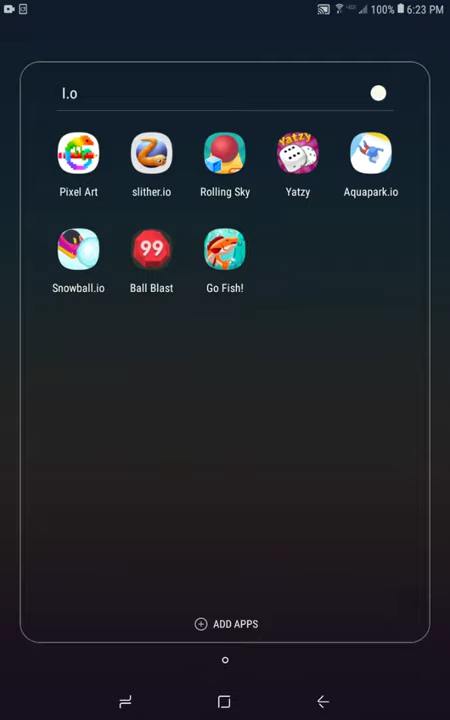 100% 6:23 PM
I.o
Pixel Art slither.io Rolling Sky Yatzy Aquapark.io
Yatzy
99
Snowball.io Ball Blast Go Fish!
ADD APPS